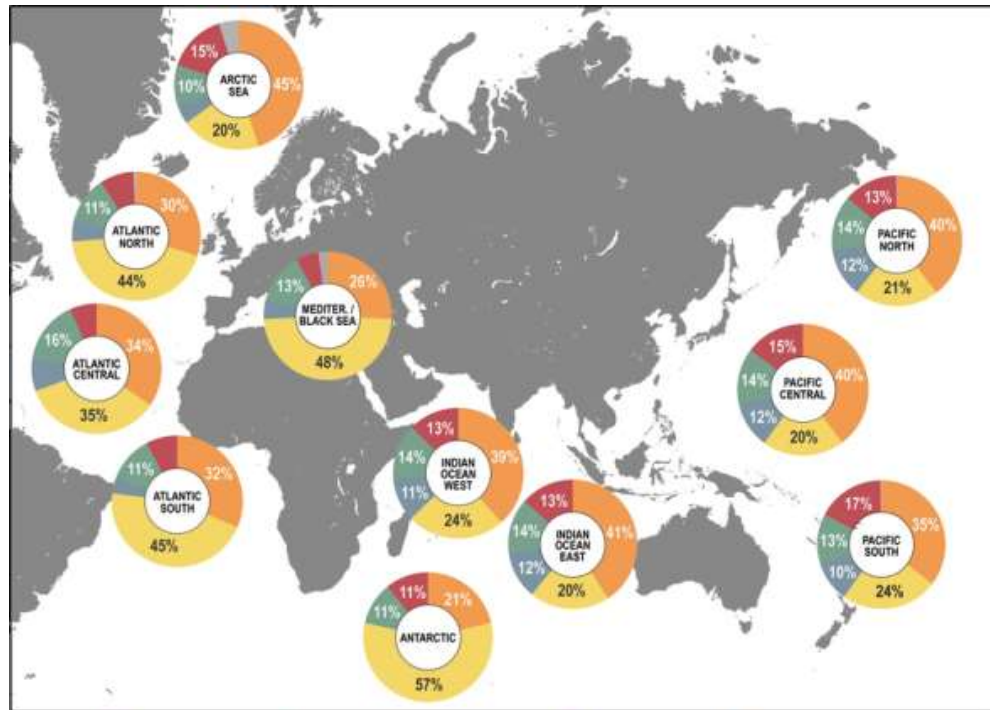 15%
45%
10%
ARCTIC
SEA
20%
11%
30%
ATLANTIC
NORTH
44%
13%
26%
MEDITER. /
BLACK SEA
48%
13%
40%
14%
PACIFIC
NORTH
12%
21%
16%
34%
ATLANTIC
CENTRAL
35%
15%
40%
14%
PACIFIC
CENTRAL
12%
20%
11%
32%
ATLANTIC
SOUTH
45%
13%
39%
14%
INDIAN
OCEAN
WEST
11%
24%
13%
41%
14%
INDIAN
OCEAN
EAST
12%
20%
17%
35%
13%
PACIFIC
SOUTH
10%
24%
11%
21%
11%
ANTARCTIC
57%